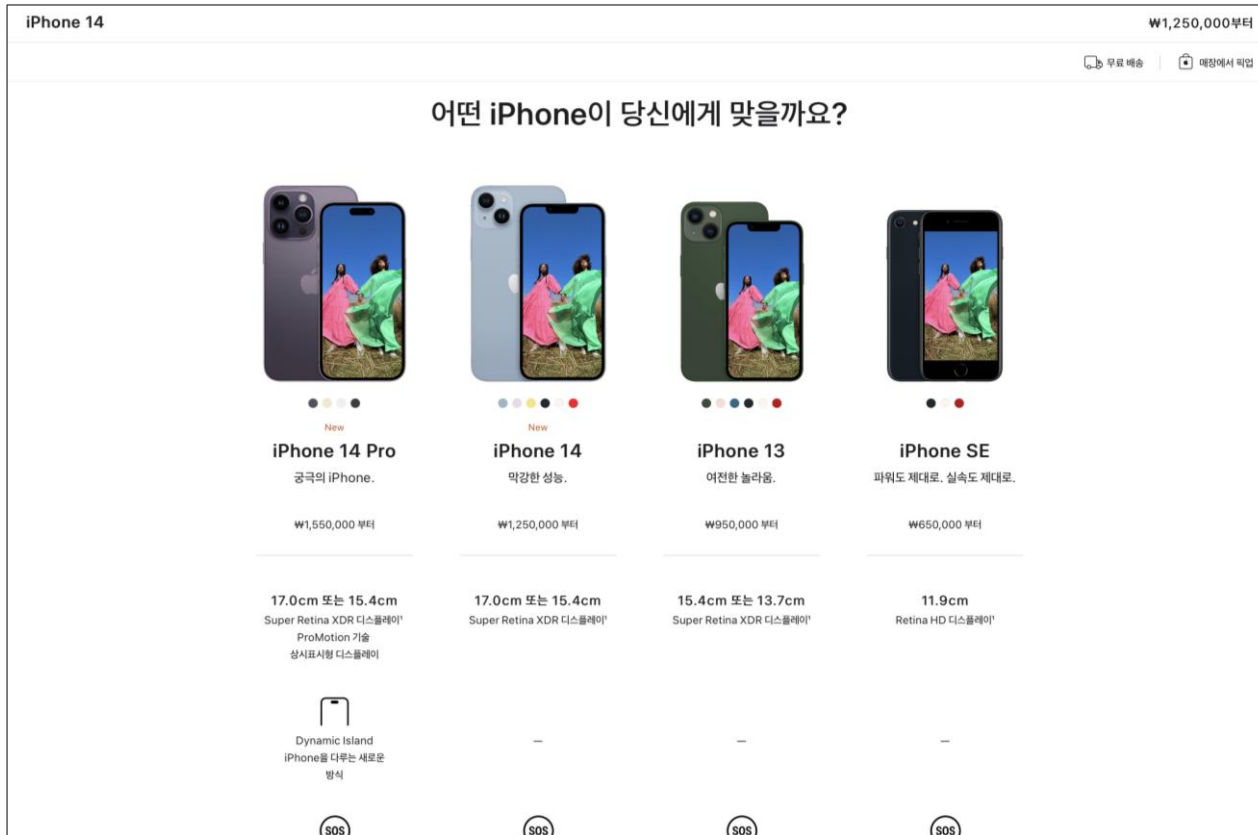 iPhone 14
₩1,250,000부터
무료 배송
매장에서 픽업
어떤 iPhone이 당신에게 맞을까요?
New
New
iPhone 14 Pro
iPhone 14
iPhone 13
iPhone SE
궁극의 iPhone.
막강한 성능.
여전한 놀라움.
파워도 제대로. 실속도 제대로.
₩1,550,000 부터
₩1,250,000 부터
₩950,000 부터
₩650,000 부터
17.0cm 또는 15.4cm
17.0cm 또는 15.4cm
15.4cm 또는 13.7cm
11.9cm
Super Retina XDR 디스플레이¹
Super Retina XDR 디스플레이¹
Super Retina XDR 디스플레이¹
Retina HD 디스플레이¹
ProMotion 기술
상시표시형 디스플레이
Dynamic Island
–
–
–
iPhone을 다루는 새로운
방식
SOS
SOS
SOS
SOS